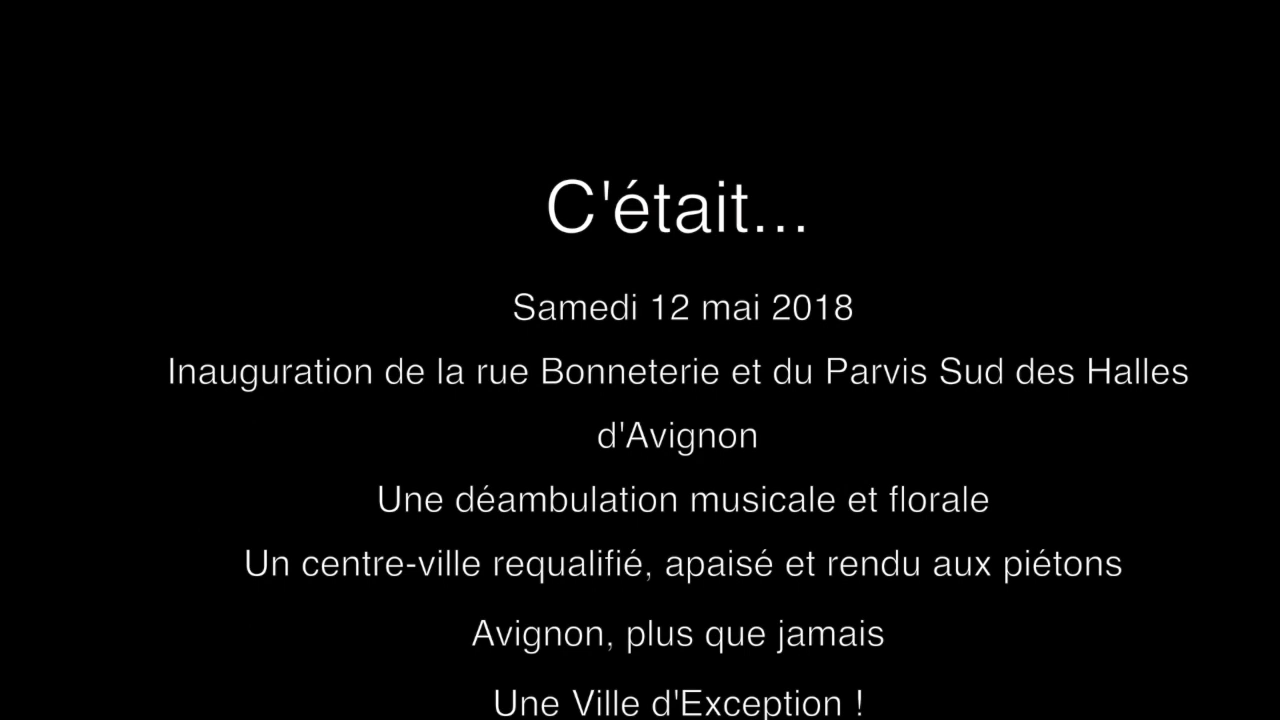 C'était...
Samedi 12 mai 2018
Inauguration de la rue Bonneterie et du Parvis Sud des Halles
d'Avignon
Une déambulation musicale et florale
Un centre-ville requalifié, apaisé et rendu aux piétons
Avignon, plus que jamais
Une Ville d'Exception !